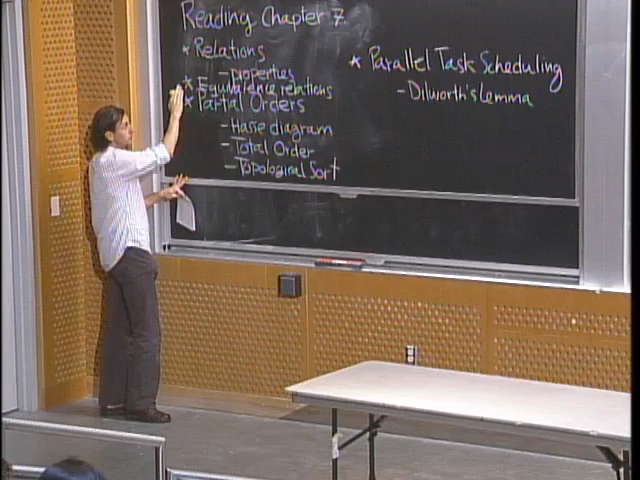 Reading Chapter 7
* Relations
- Properties
* Equivalence relations
* Partial Orders
- Hase diagram
- Total Order
- Topological Sort
* Parallel Task Scheduling
- Dilworth's Lemma